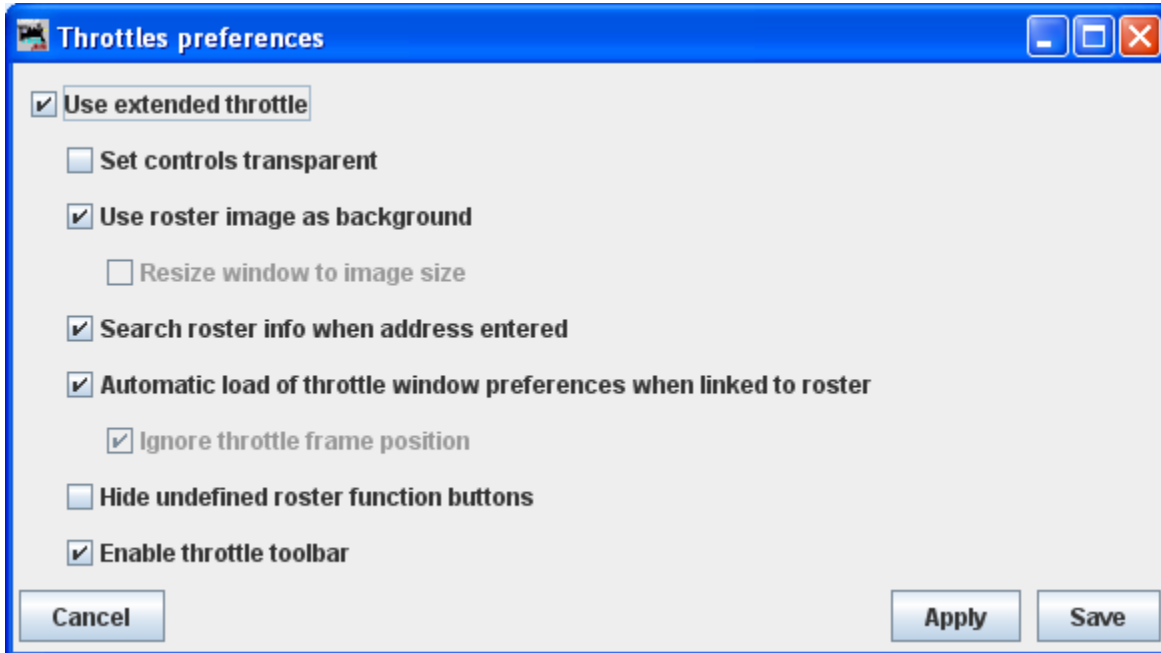 Throttles preferences
Use extended throttle
Set controls transparent
Use roster image as background
Resize window to image size
Search roster info when address entered
Automatic load of throttle window preferences when linked to roster
Ignore throttle frame position
Hide undefined roster function buttons
Enable throttle toolbar
Cancel Apply Save